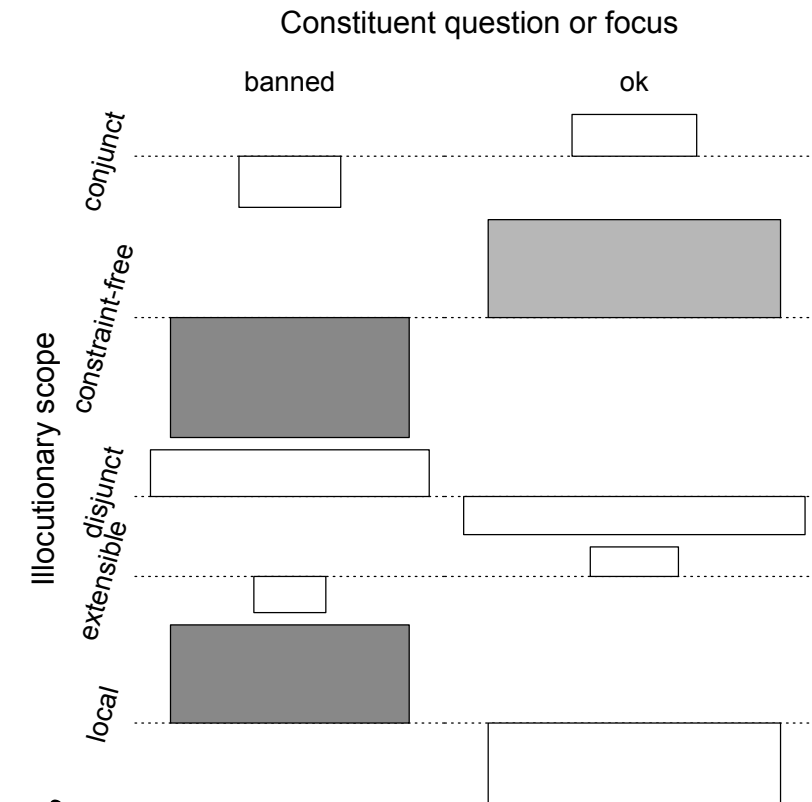 Constituent question or focus
banned ok
Illocutionary scope
conjunct
constraint-free
disjunct
extensible
local